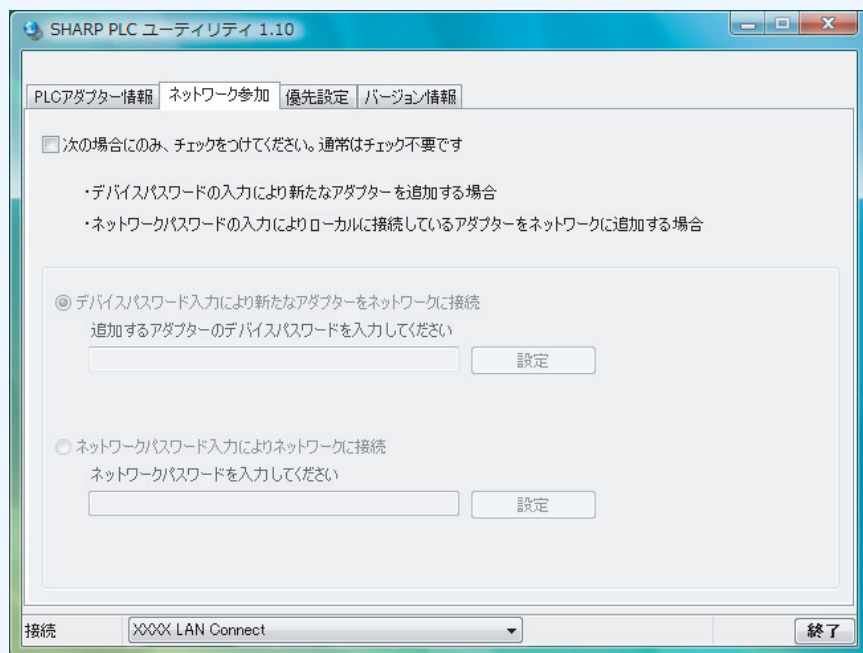 SHARP PLC ユーティリティ 1.10
PLCアダプター情報 ネットワーク参加 優先設定 バージョン情報
次の場合にのみ、チェックをつけてください。通常はチェック不要です
・デバイスパスワードの入力により新たなアダプターを追加する場合
・ネットワークパスワードの入力によりローカルに接続しているアダプターをネットワークに追加する場合
デバイスパスワード入力により新たなアダプターをネットワークに接続
追加するアダプターのデバイスパスワードを入力してください
設定
ネットワークパスワード入力によりネットワークに接続
ネットワークパスワードを入力してください
設定
接続 XXXX LAN Connect 終了